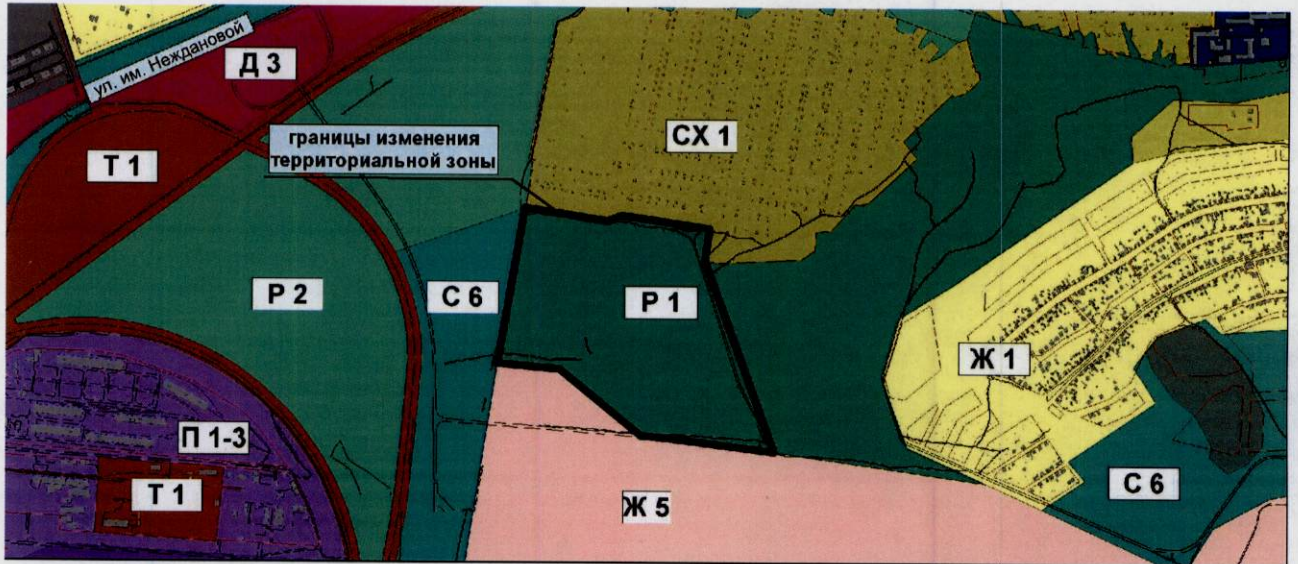 Д 3
ул. им. Неждановой
границы изменения
территориальной зоны
СХ 1
Т 1
Р 2
С 6
Р 1
Ж 1
П 1-3
Т 1
Ж 5
С 6